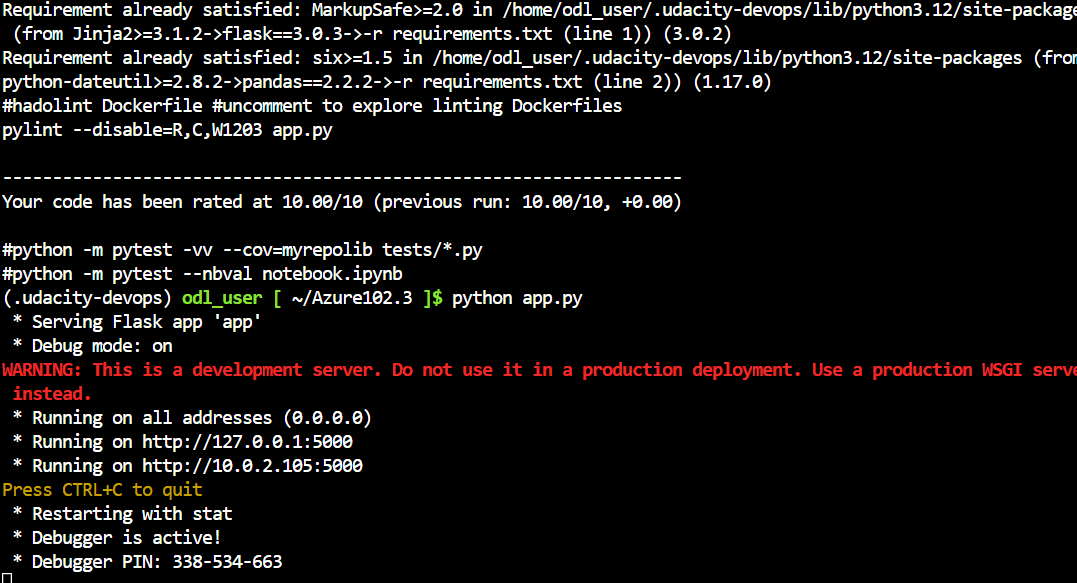 Requirement already satisfied: MarkupSafe>=2.0 in /home/odl_user/.udacity-devops/lib/python3.12/site-package
 (from Jinja2>=3.1.2->flask==3.0.3->-r requirements.txt (line 1)) (3.0.2)
Requirement already satisfied: six>=1.5 in /home/odl_user/.udacity-devops/lib/python3.12/site-packages (from
python-dateutil>=2.8.2->pandas==2.2.2->-r requirements.txt (line 2)) (1.17.0)
#hadolint Dockerfile #uncomment to explore linting Dockerfiles
pylint --disable=R,C,W1203 app.py
--------------------------------------------------------------------
Your code has been rated at 10.00/10 (previous run: 10.00/10, +0.00)
#python -m pytest -vv --cov=myrepolib tests/*.py
#python -m pytest --nbval notebook.ipynb
(.udacity-devops) odl_user [ ~/Azure102.3 ]$ python app.py
 * Serving Flask app 'app'
 * Debug mode: on
WARNING: This is a development server. Do not use it in a production deployment. Use a production WSGI serve
 instead.
 * Running on all addresses (0.0.0.0)
 * Running on http://127.0.0.1:5000
 * Running on http://10.0.2.105:5000
Press CTRL+C to quit
 * Restarting with stat
 * Debugger is active!
 * Debugger PIN: 338-534-663